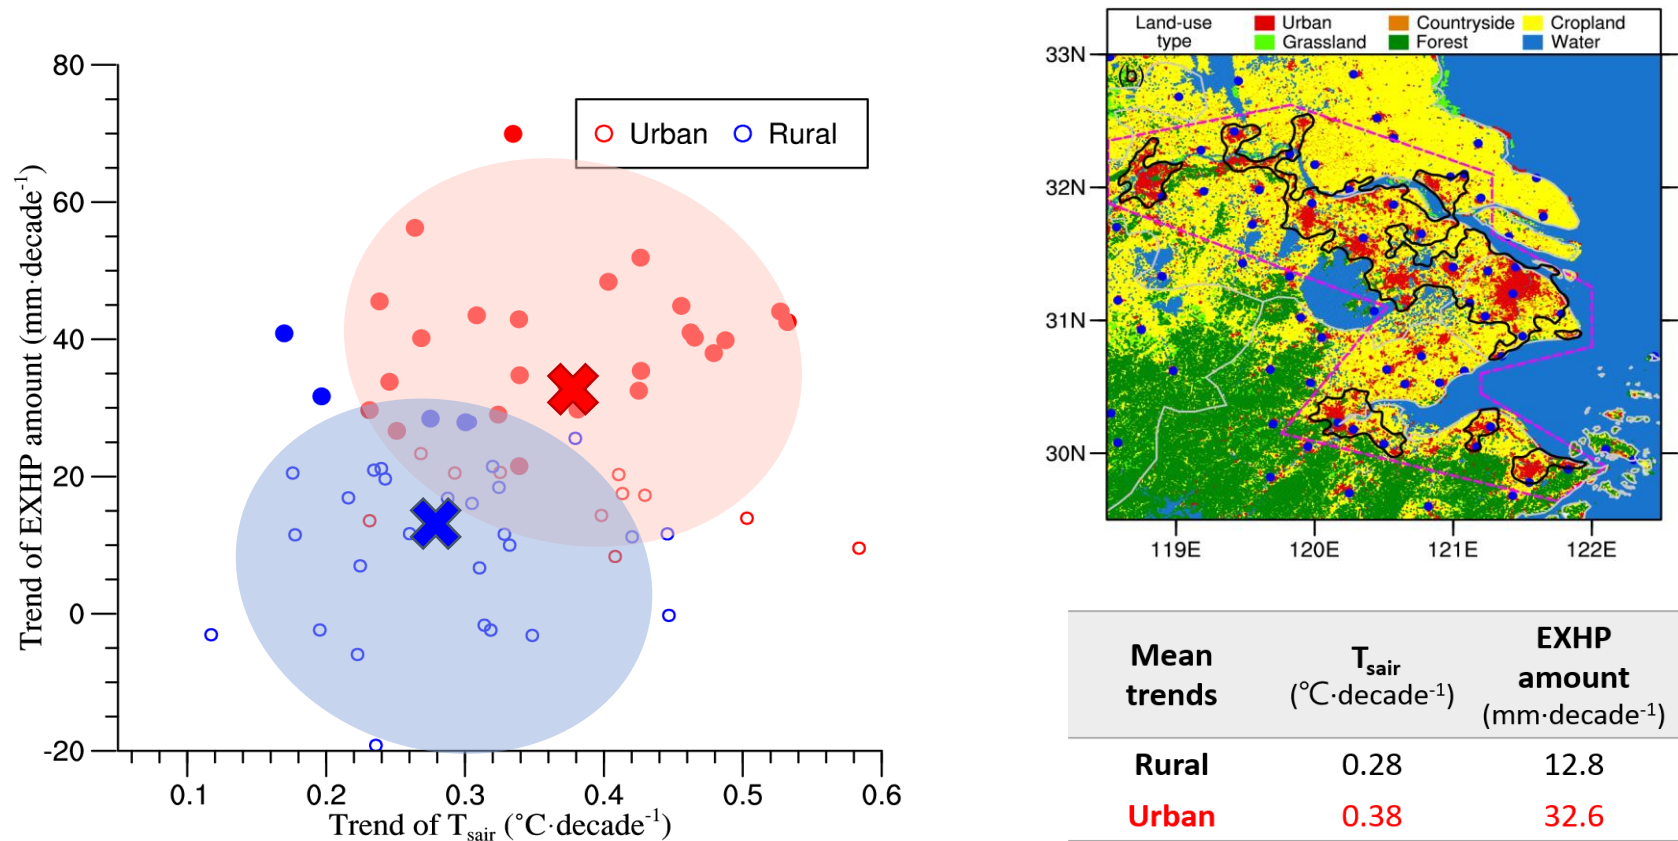 80
60
40
20
0
-20
0.1 0.2 0.3 0.4 0.5 0.6
Trend of EXHP amount (mm·decade⁻¹)
Trend of Tsair (°C·decade⁻¹)
Urban Rural
Land-use type
Urban Countryside Cropland
Grassland Forest Water
(b)
33N
32N
31N
30N
119E 120E 121E 122E
Mean trends
Tsair (℃·decade⁻¹)
EXHP amount (mm·decade⁻¹)
Rural 0.28 12.8
Urban 0.38 32.6